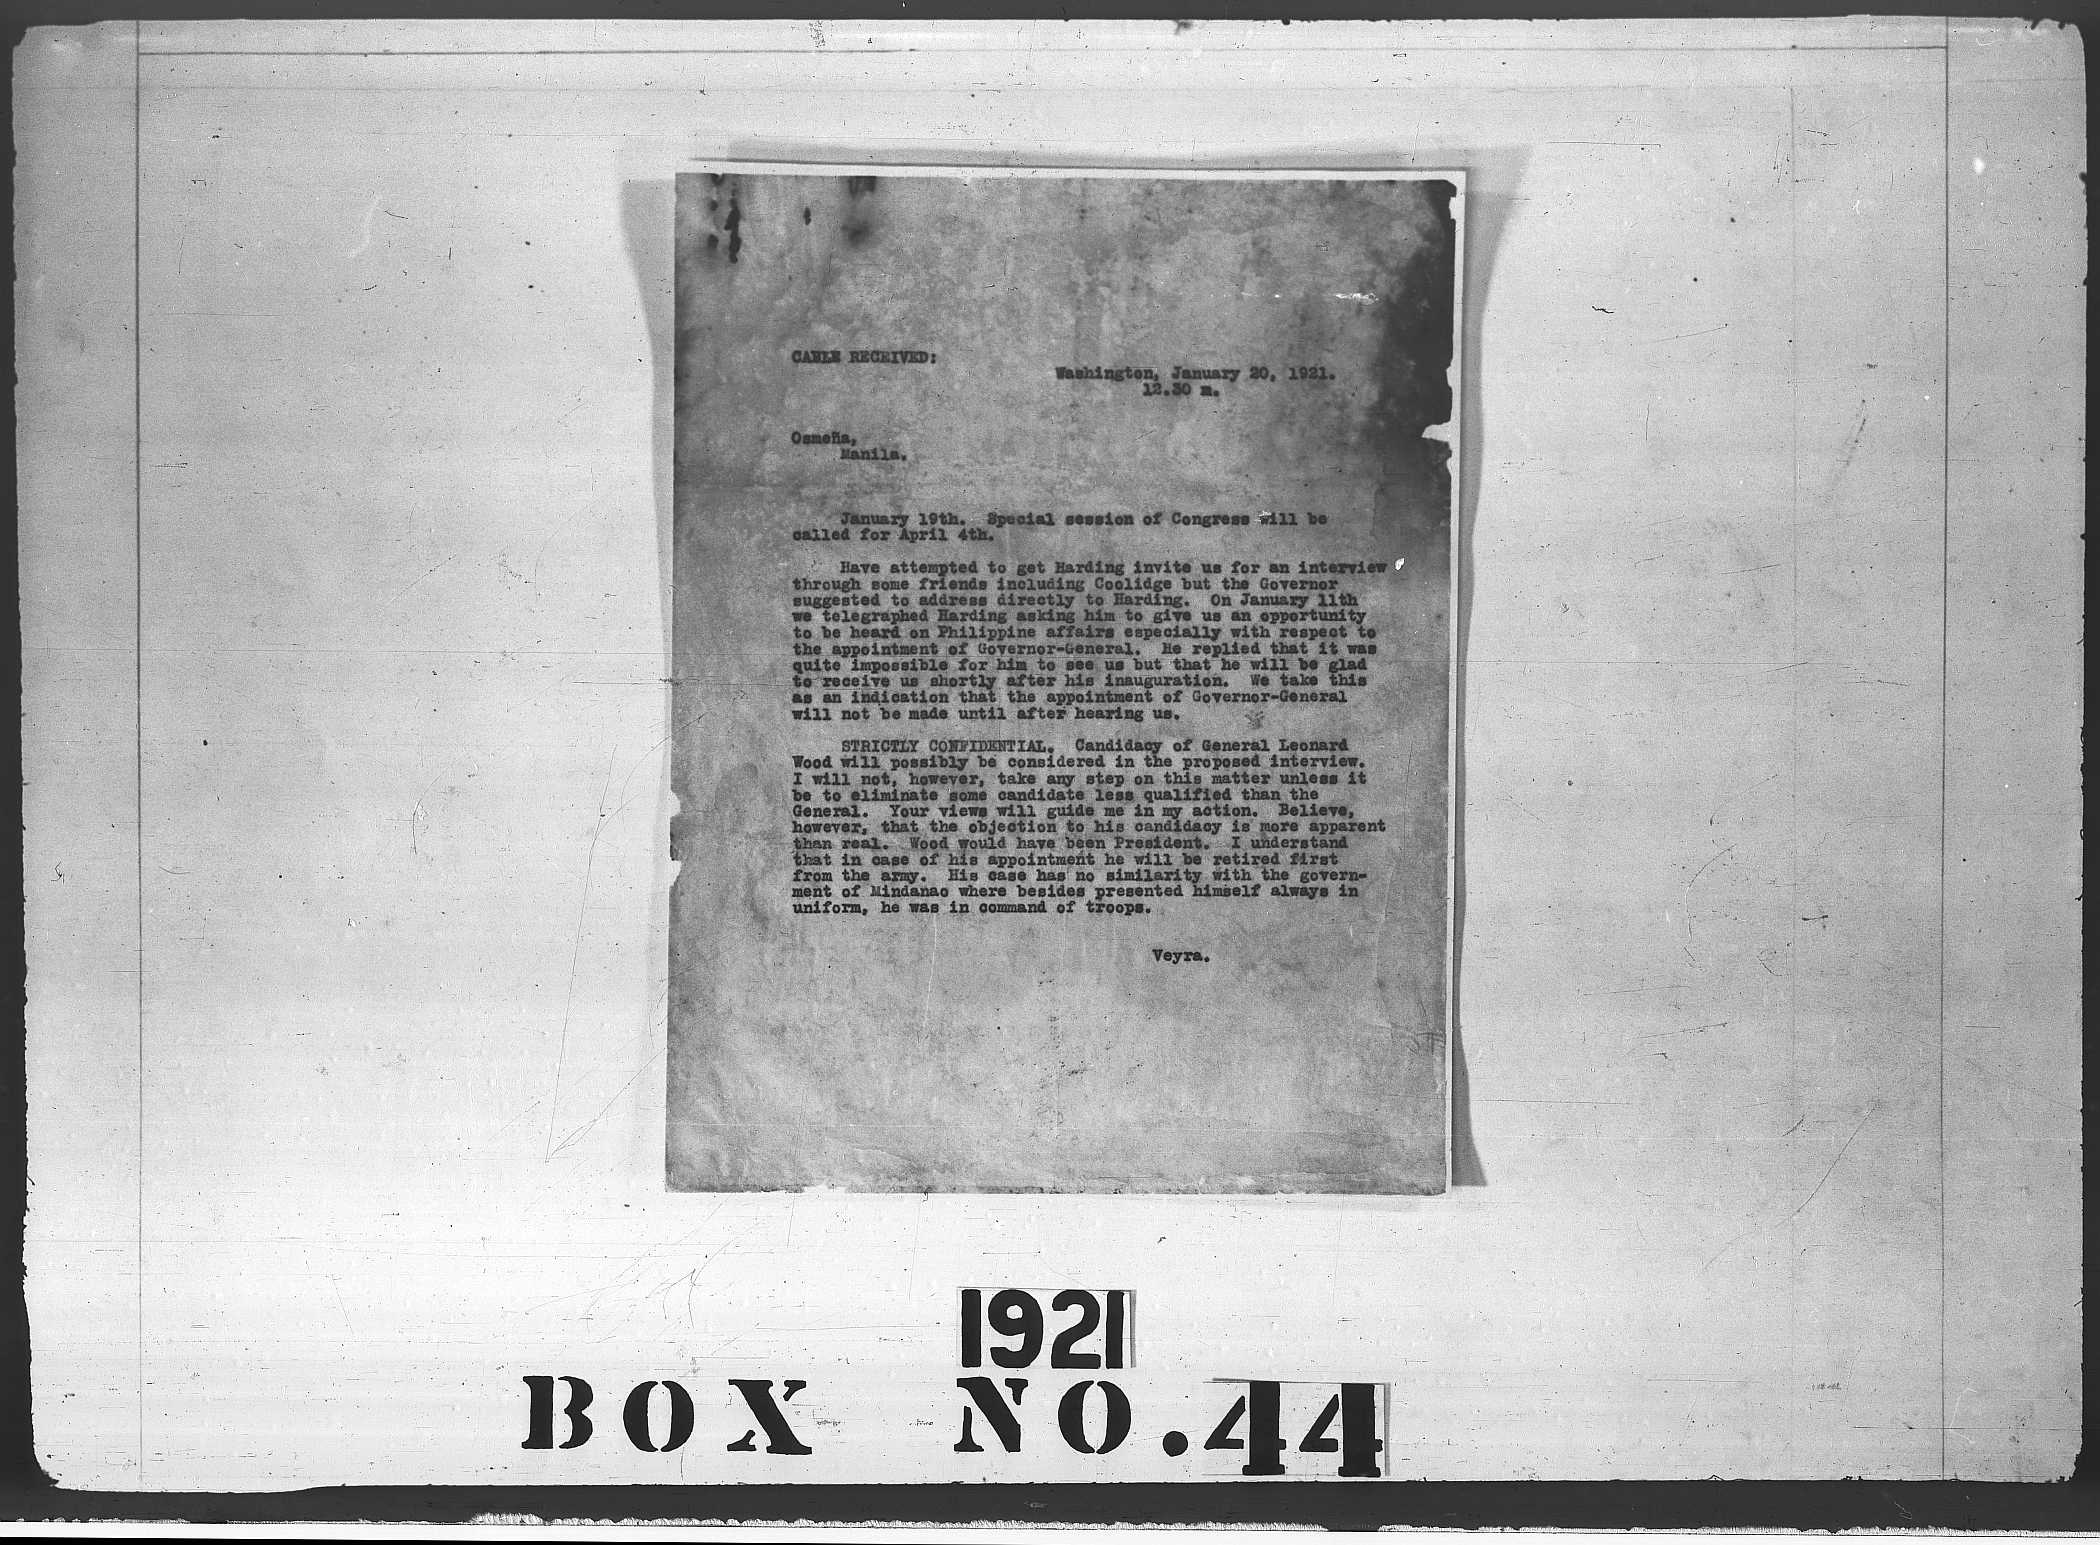 CABLE RECEIVED:
Washington, January 20, 1921.
12.30 m.
Osmeña,
Manila.
January 19th. Special session of Congress will be
called for April 4th.
Have attempted to get Harding invite us for an interview
through some friends including Coolidge but the Governor
suggested to address directly to Harding. On January 11th
we telegraphed Harding asking him to give us an opportunity
to be heard on Philippine affairs especially with respect to
the appointment of Governor-General. He replied that it was
quite impossible for him to see us but that he will be glad
to receive us shortly after his inauguration. We take this
as an indication that the appointment of Governor-General
will not be made until after hearing us.
STRICTLY CONFIDENTIAL. Candidacy of General Leonard
Wood will possibly be considered in the proposed interview.
I will not, however, take any step on this matter unless it
be to eliminate some candidate less qualified than the
General. Your views will guide me in my action. Believe,
however, that the objection to his candidacy is more apparent
than real. Wood would have been President. I understand
that in case of his appointment he will be retired first
from the army. His case has no similarity with the govern-
ment of Mindanao where besides presented himself always in
uniform, he was in command of troops.
Veyra.
1921
BOX NO.44